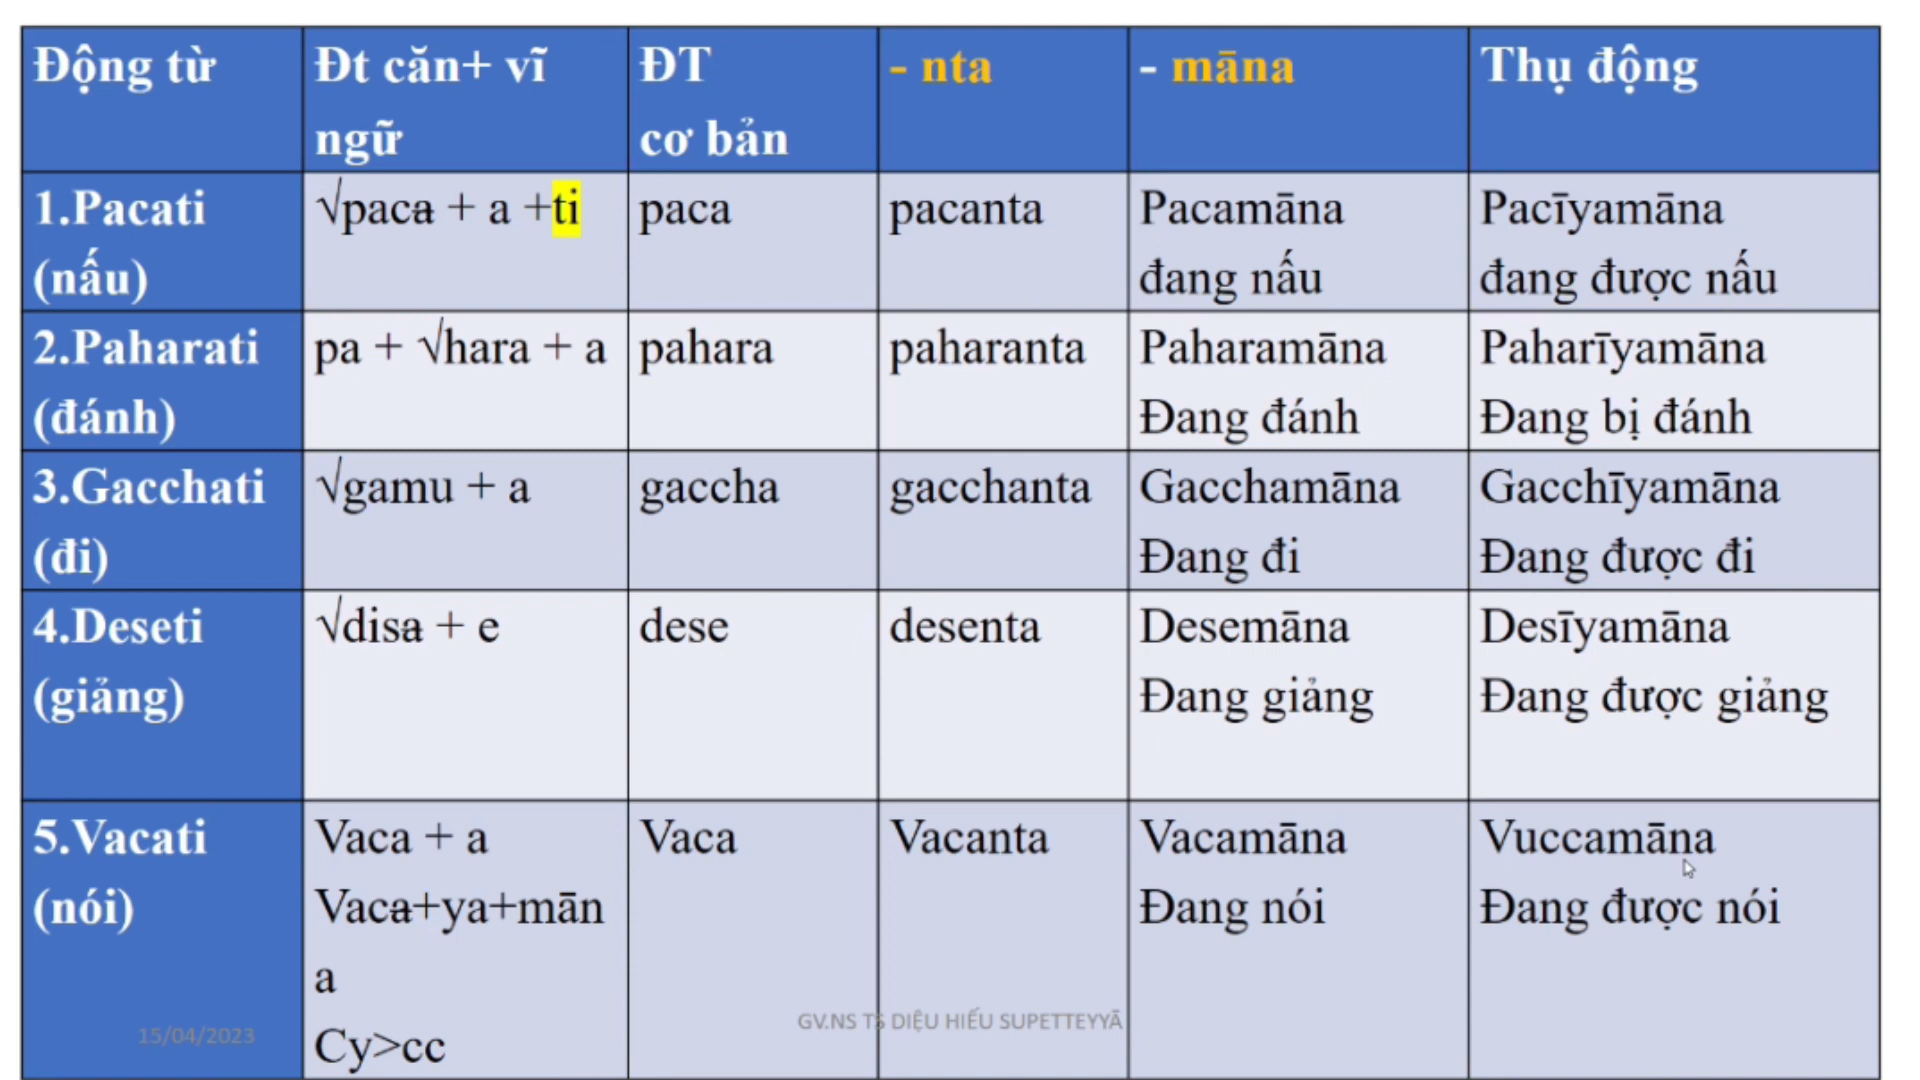 Động từ
Đt căn+ vĩ
ngữ
ĐT
cơ bản
- nta
- māna
Thụ động
1.Pacati
(nấu)
√paca + a +ti
paca
pacanta
Pacamāna
đang nấu
Pacīyamāna
đang được nấu
2.Paharati
(đánh)
pa + √hara + a
pahara
paharanta
Paharamāna
Đang đánh
Paharīyamāna
Đang bị đánh
3.Gacchati
(đi)
√gamu + a
gaccha
gacchanta
Gacchamāna
Đang đi
Gacchīyamāna
Đang được đi
4.Deseti
(giảng)
√disa + e
dese
desenta
Desemāna
Đang giảng
Desīyamāna
Đang được giảng
5.Vacati
(nói)
Vaca + a
Vaca+ya+mān
a
Cy>cc
Vaca
Vacanta
Vacamāna
Đang nói
Vuccamāna
Đang được nói
15/04/2023
GV.NS TS DIỆU HIẾU SUPETTEYYĀ